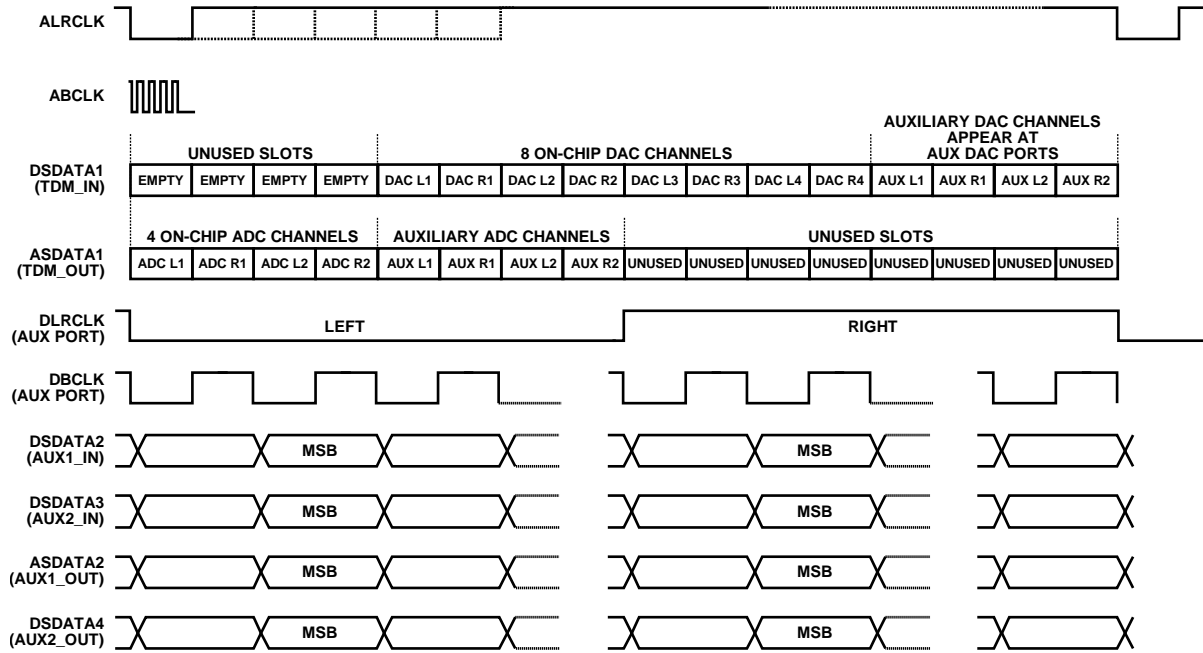 ALRCLK
ABCLK
AUXILIARY DAC CHANNELS
APPEAR AT
AUX DAC PORTS
UNUSED SLOTS 8 ON-CHIP DAC CHANNELS
DSDATA1
(TDM_IN)
EMPTY EMPTY EMPTY EMPTY DAC L1 DAC R1 DAC L2 DAC R2 DAC L3 DAC R3 DAC L4 DAC R4 AUX L1 AUX R1 AUX L2 AUX R2
4 ON-CHIP ADC CHANNELS AUXILIARY ADC CHANNELS UNUSED SLOTS
ASDATA1
(TDM_OUT)
ADC L1 ADC R1 ADC L2 ADC R2 AUX L1 AUX R1 AUX L2 AUX R2 UNUSED UNUSED UNUSED UNUSED UNUSED UNUSED UNUSED UNUSED
DLRCLK
(AUX PORT)
LEFT RIGHT
DBCLK
(AUX PORT)
DSDATA2
(AUX1_IN)
MSB MSB
DSDATA3
(AUX2_IN)
MSB MSB
ASDATA2
(AUX1_OUT)
MSB MSB
DSDATA4
(AUX2_OUT)
MSB MSB